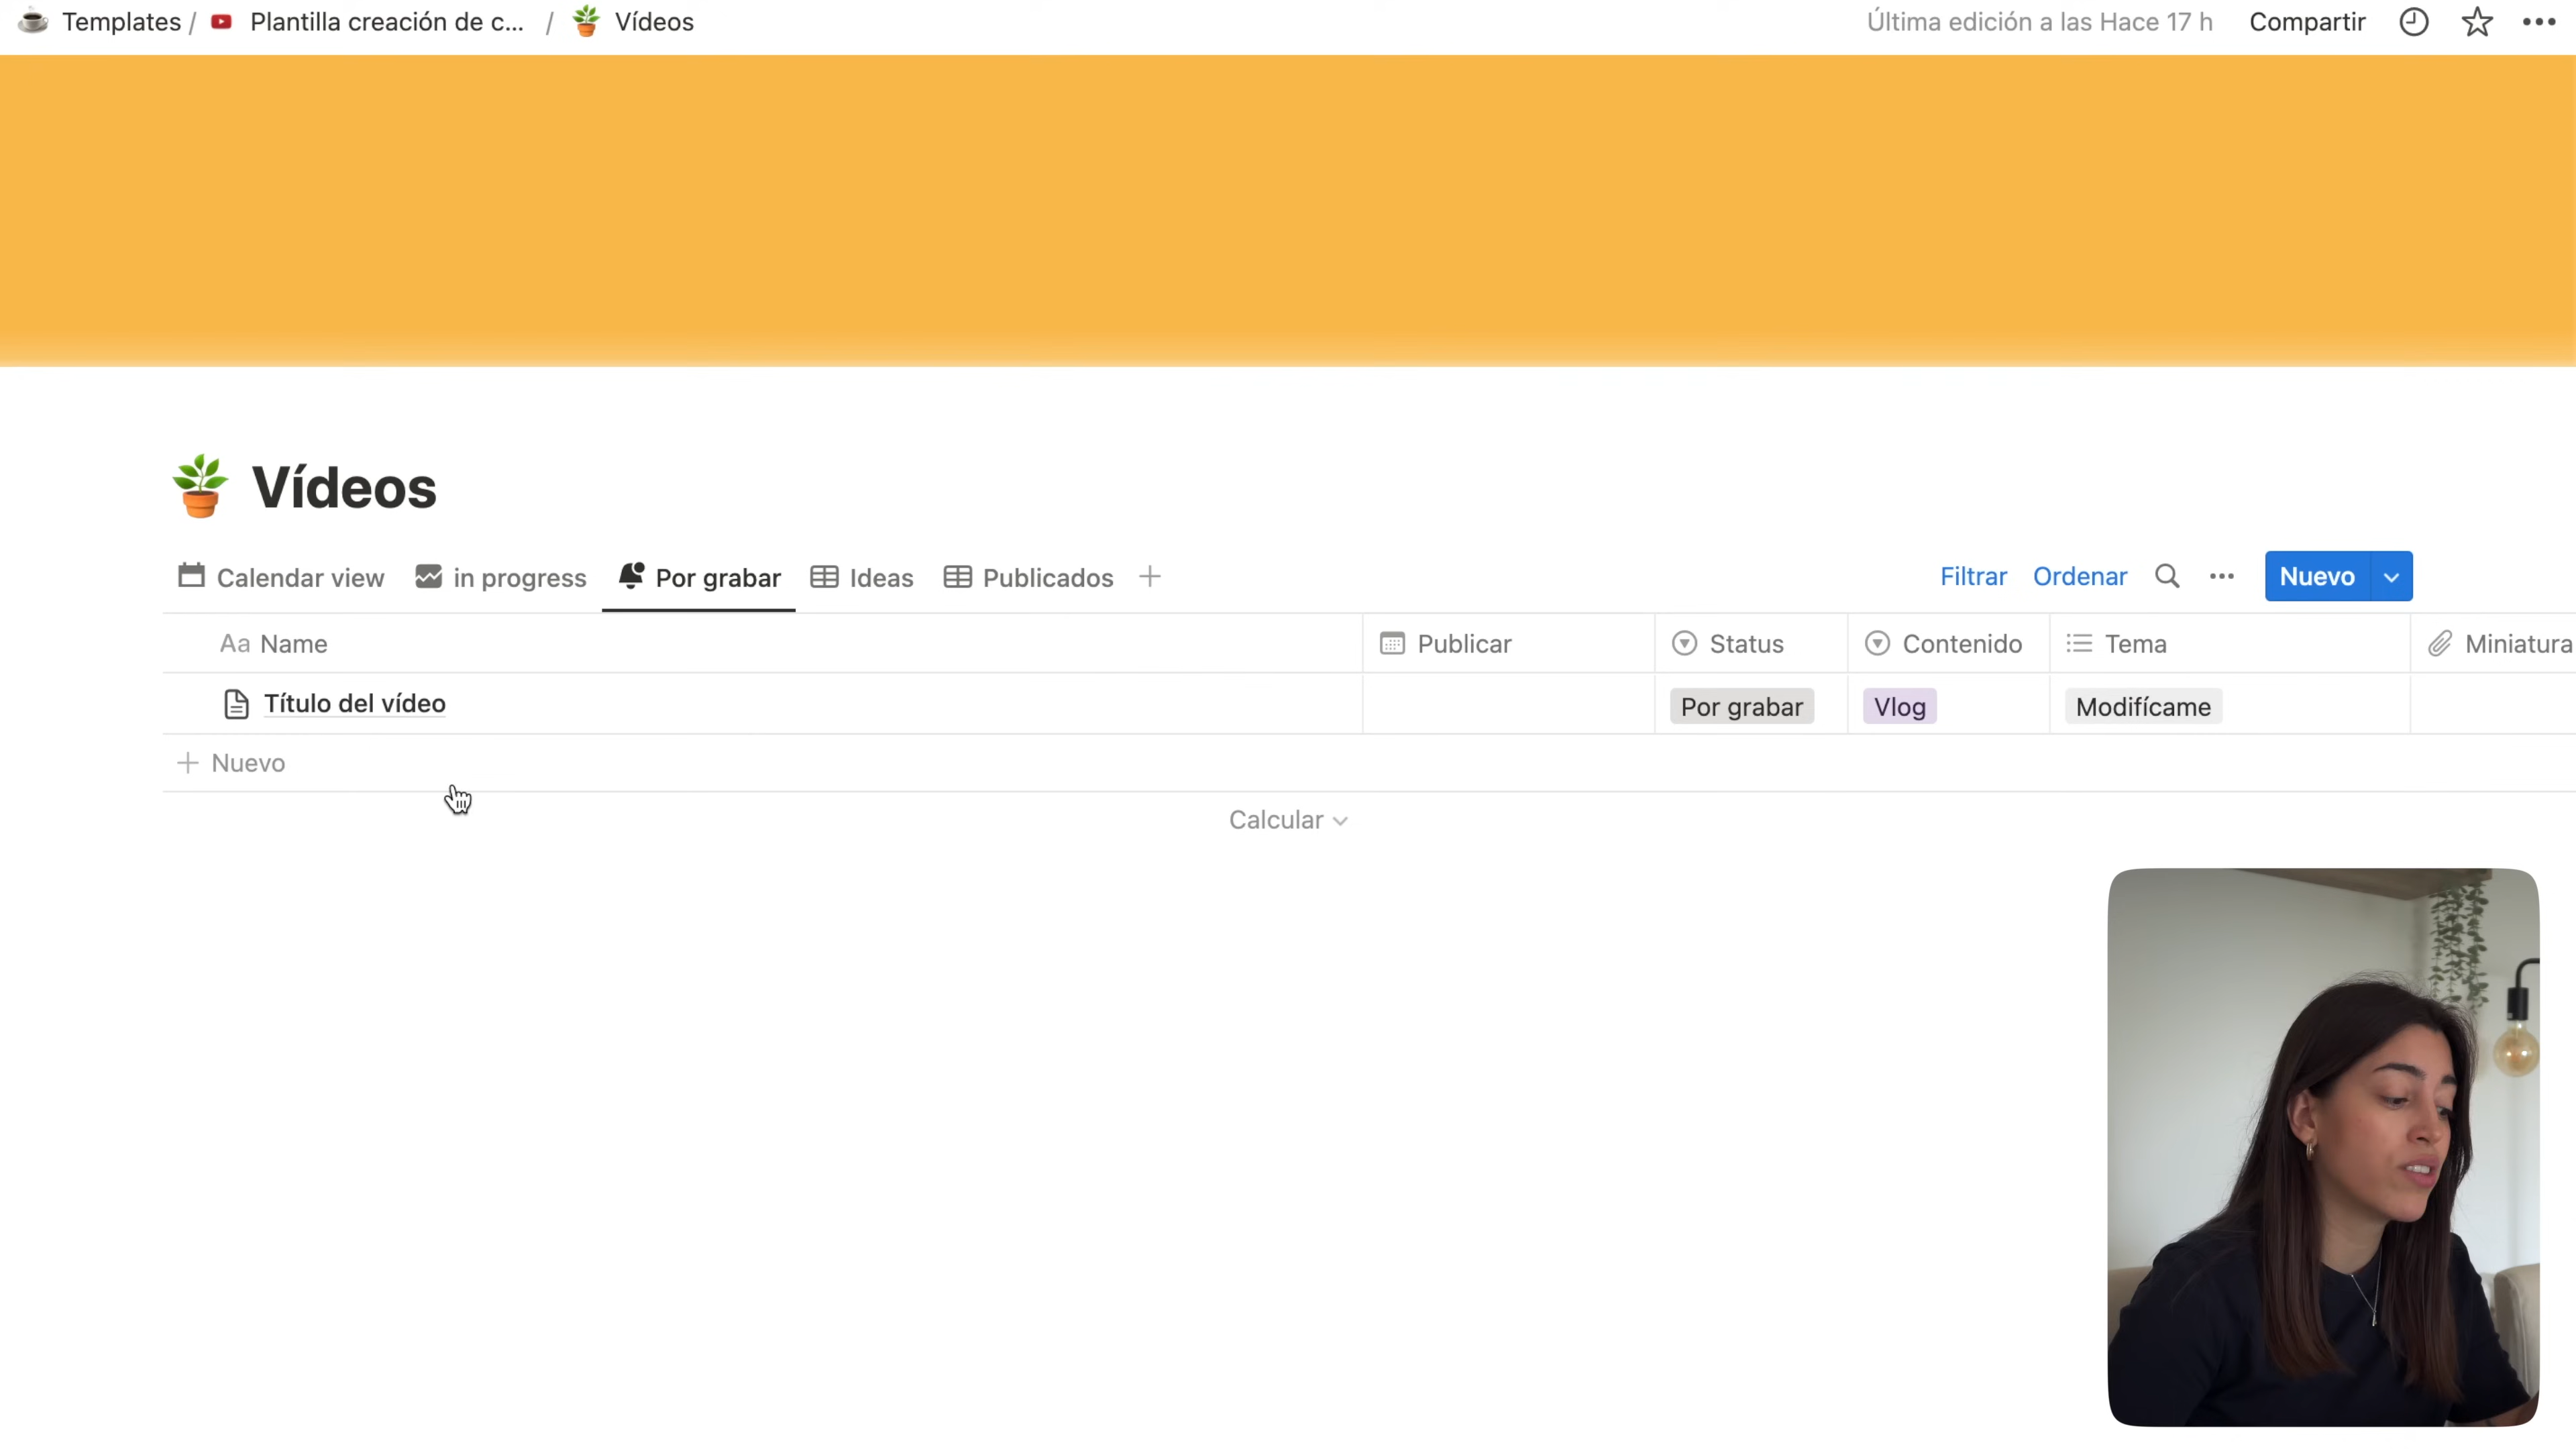 Templates / Plantilla creación de c... / Vídeos
Última edición a las Hace 17 h Compartir
Vídeos
Calendar view in progress Por grabar Ideas Publicados
Filtrar Ordenar Nuevo
Aa Name Publicar Status Contenido Tema Miniatura
Título del vídeo Por grabar Vlog Modifícame
+ Nuevo
Calcular